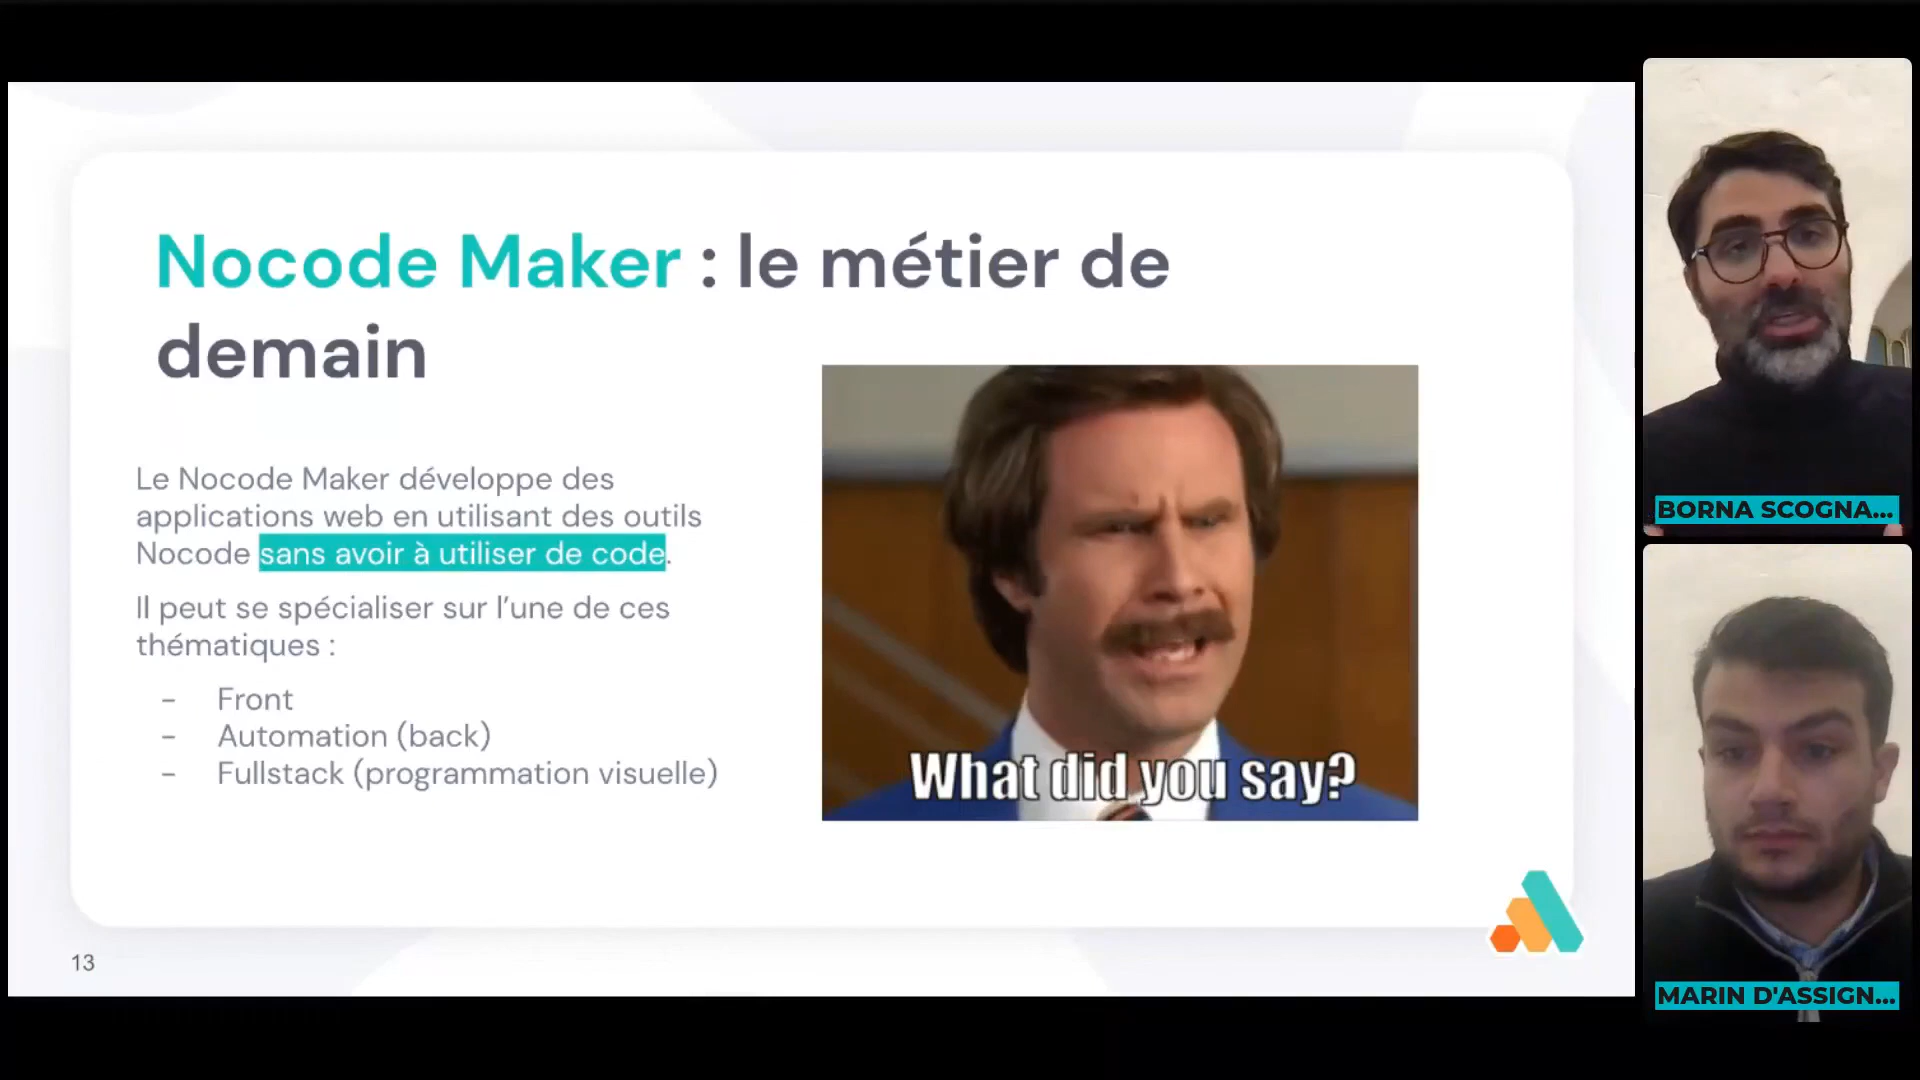 Nocode Maker : le métier de
demain
Le Nocode Maker développe des
applications web en utilisant des outils
Nocode sans avoir à utiliser de code.
Il peut se spécialiser sur l’une de ces
thématiques :
- Front
- Automation (back)
- Fullstack (programmation visuelle)
What did you say?
13
BORNA SCOGNA...
MARIN D'ASSIGN...